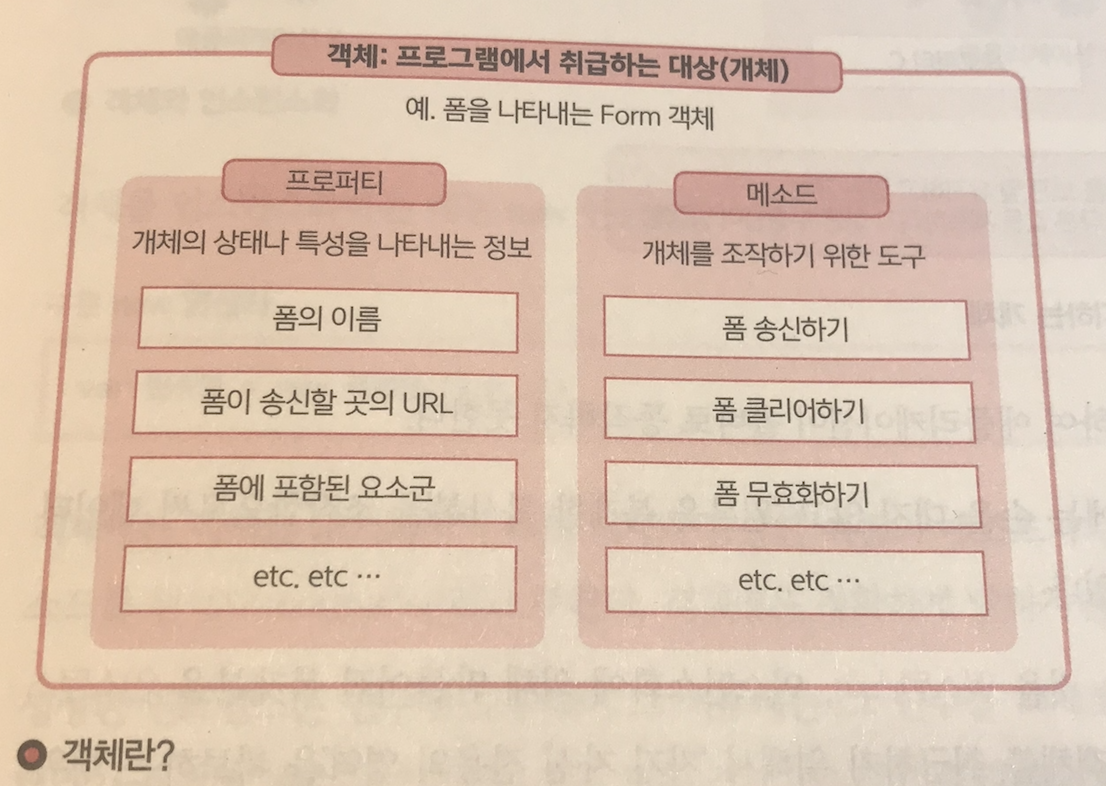 객체: 프로그램에서 취급하는 대상(개체)
예. 폼을 나타내는 Form 객체
프로퍼티
개체의 상태나 특성을 나타내는 정보
폼의 이름
폼이 송신할 곳의 URL
폼에 포함된 요소군
etc. etc …
메소드
개체를 조작하기 위한 도구
폼 송신하기
폼 클리어하기
폼 무효화하기
etc. etc …
객체란?